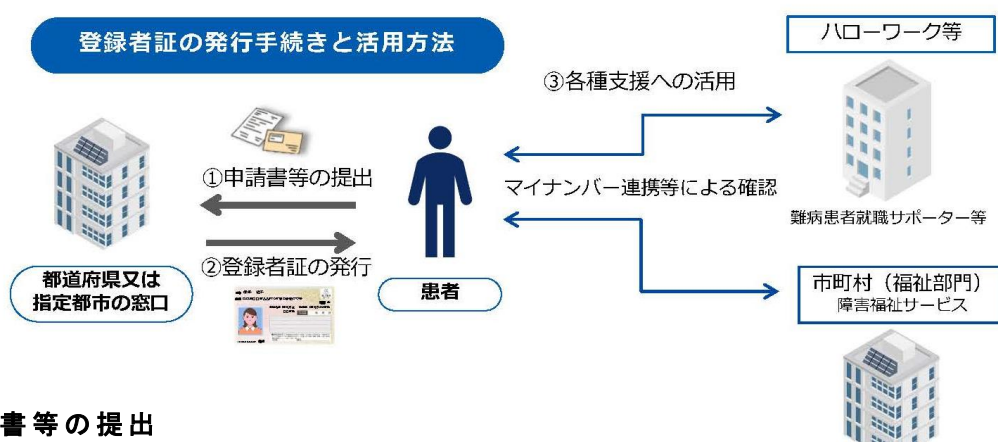 登録者証の発行手続きと活用方法
ハローワーク等
③各種支援への活用
①申請書等の提出
マイナンバー連携等による確認
難病患者就職サポーター等
②登録者証の発行
都道府県又は
指定都市の窓口
患者
市町村（福祉部門）
障害福祉サービス
書等の提出